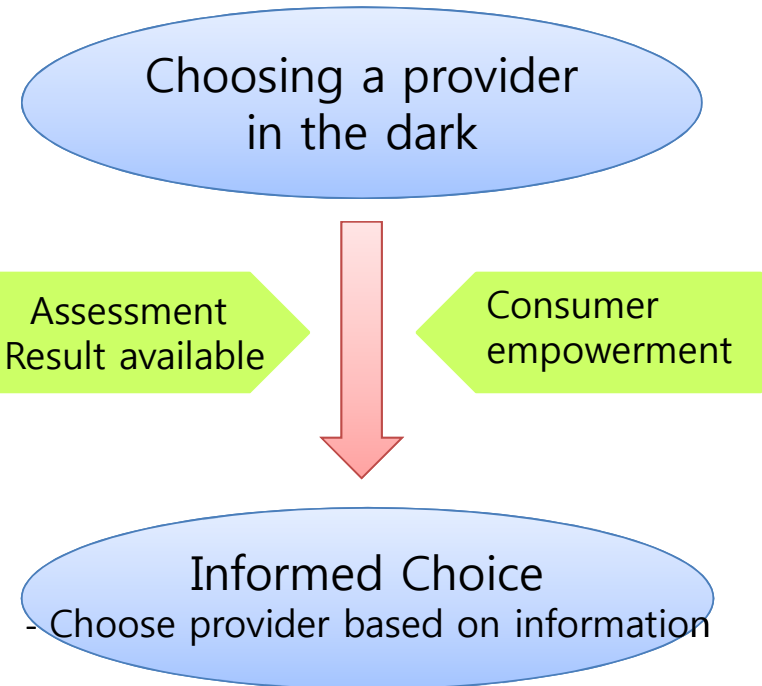 Choosing a provider
in the dark
Assessment
Result available
Consumer
empowerment
Informed Choice
- Choose provider based on information